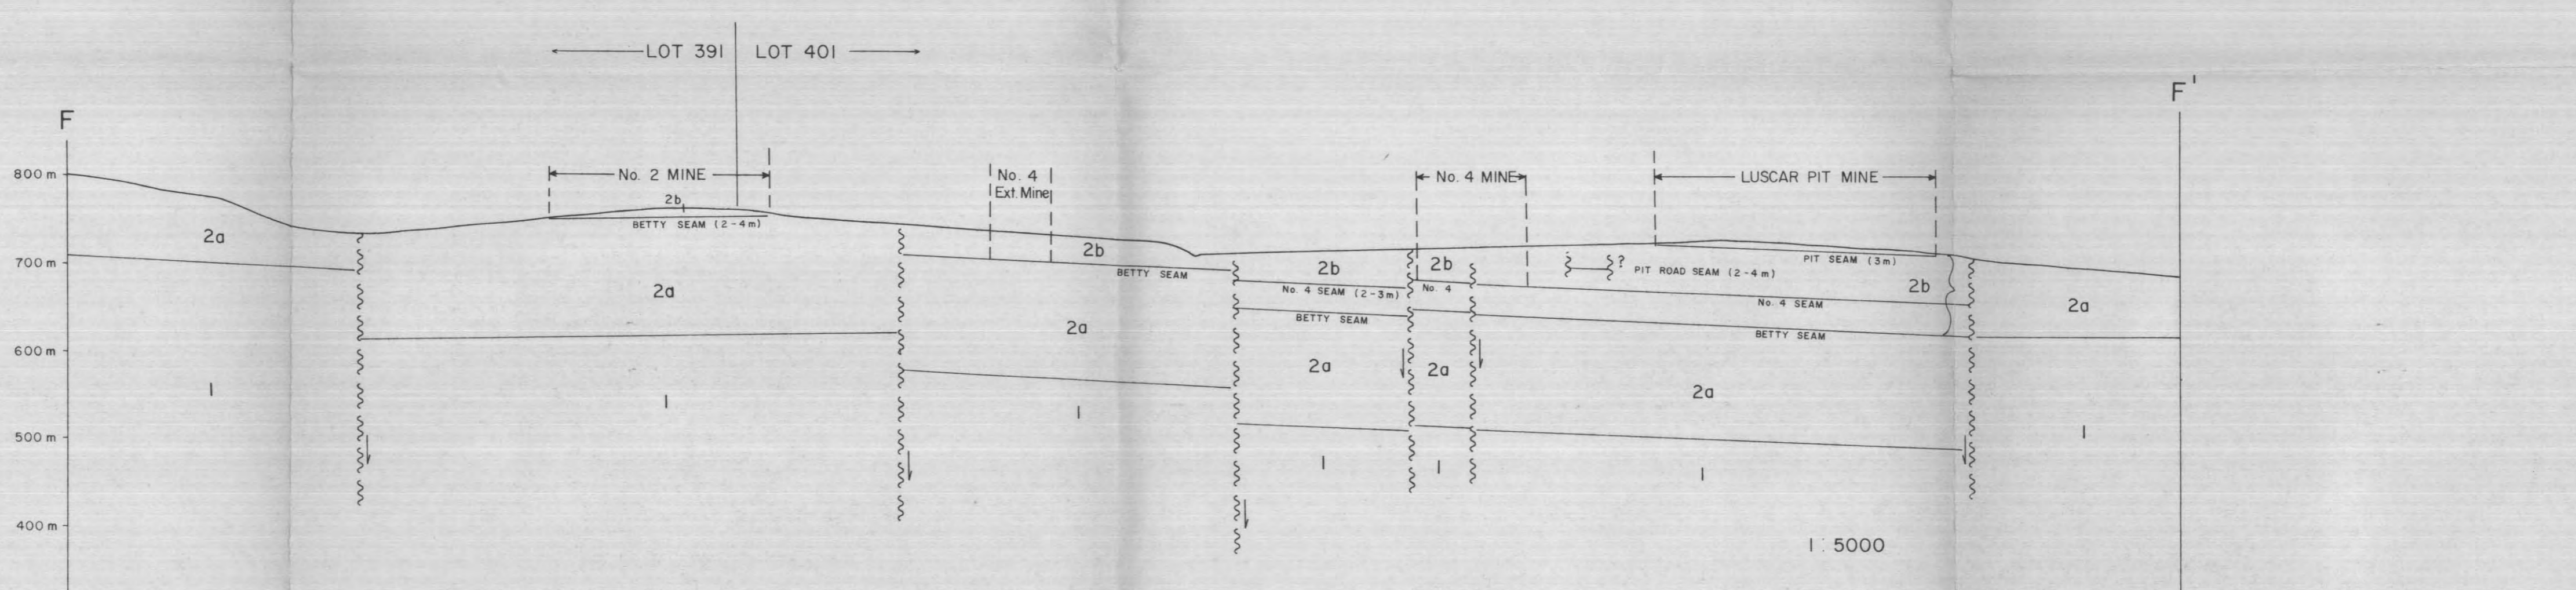 LOT 391 LOT 401
F
F'
800 m
700 m
600 m
500 m
400 m
No. 2 MINE
No. 4
Ext. Mine
No. 4 MINE
LUSCAR PIT MINE
2b
BETTY SEAM (2-4m)
2a
2a
1
1
2b
BETTY SEAM
2a
1
2b
No. 4 SEAM (2-3m)
BETTY SEAM
2a
1
2b
No. 4
2a
1
?
PIT ROAD SEAM (2-4m)
PIT SEAM (3m)
2b
No. 4 SEAM
BETTY SEAM
2a
1
2a
1
1 : 5000